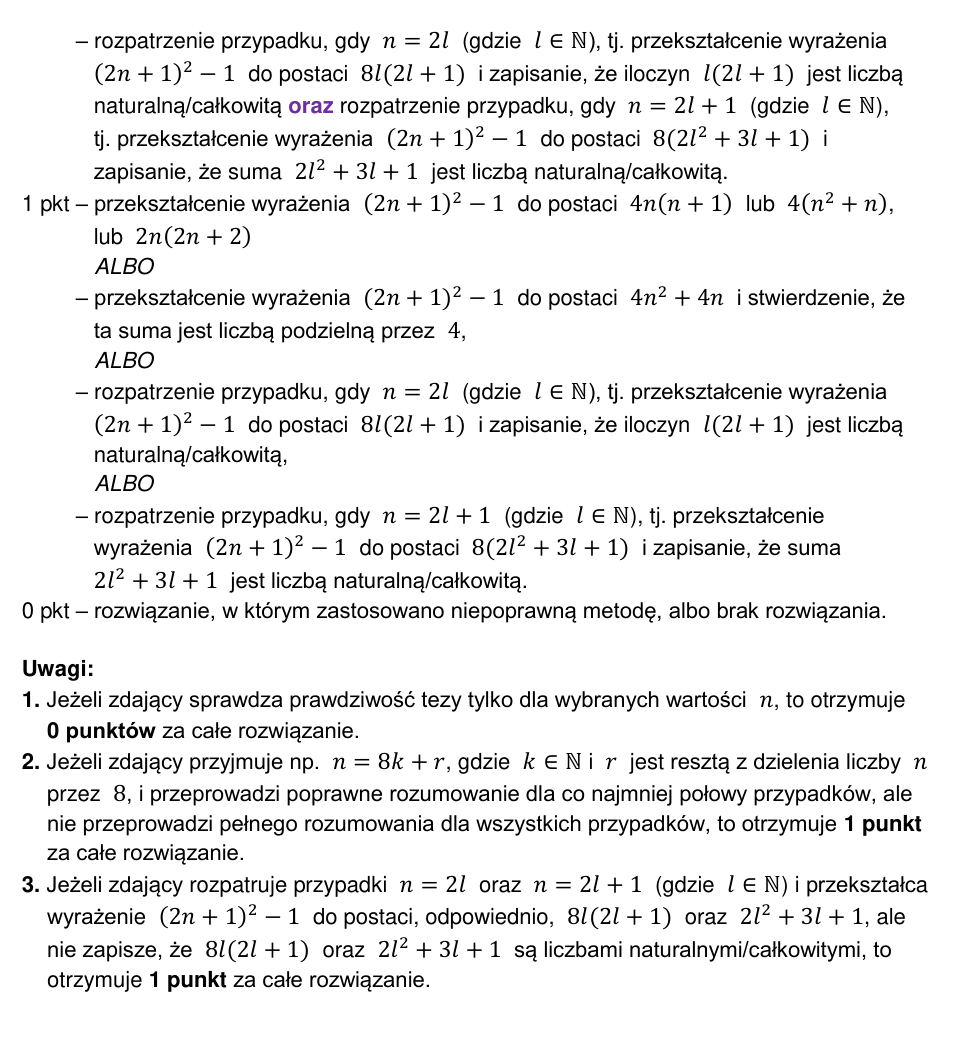 – rozpatrzenie przypadku, gdy n = 2l (gdzie l ∈ ℕ), tj. przekształcenie wyrażenia
(2n + 1)² − 1 do postaci 8l(2l + 1) i zapisanie, że iloczyn l(2l + 1) jest liczbą
naturalną/całkowitą oraz rozpatrzenie przypadku, gdy n = 2l + 1 (gdzie l ∈ ℕ),
tj. przekształcenie wyrażenia (2n + 1)² − 1 do postaci 8(2l² + 3l + 1) i
zapisanie, że suma 2l² + 3l + 1 jest liczbą naturalną/całkowitą.
1 pkt – przekształcenie wyrażenia (2n + 1)² − 1 do postaci 4n(n + 1) lub 4(n² + n),
lub 2n(2n + 2)
ALBO
– przekształcenie wyrażenia (2n + 1)² − 1 do postaci 4n² + 4n i stwierdzenie, że
ta suma jest liczbą podzielną przez 4,
ALBO
– rozpatrzenie przypadku, gdy n = 2l (gdzie l ∈ ℕ), tj. przekształcenie wyrażenia
(2n + 1)² − 1 do postaci 8l(2l + 1) i zapisanie, że iloczyn l(2l + 1) jest liczbą
naturalną/całkowitą,
ALBO
– rozpatrzenie przypadku, gdy n = 2l + 1 (gdzie l ∈ ℕ), tj. przekształcenie
wyrażenia (2n + 1)² − 1 do postaci 8(2l² + 3l + 1) i zapisanie, że suma
2l² + 3l + 1 jest liczbą naturalną/całkowitą.
0 pkt – rozwiązanie, w którym zastosowano niepoprawną metodę, albo brak rozwiązania.
Uwagi:
1. Jeżeli zdający sprawdza prawdziwość tezy tylko dla wybranych wartości n, to otrzymuje
0 punktów za całe rozwiązanie.
2. Jeżeli zdający przyjmuje np. n = 8k + r, gdzie k ∈ ℕ i r jest resztą z dzielenia liczby n
przez 8, i przeprowadzi poprawne rozumowanie dla co najmniej połowy przypadków, ale
nie przeprowadzi pełnego rozumowania dla wszystkich przypadków, to otrzymuje 1 punkt
za całe rozwiązanie.
3. Jeżeli zdający rozpatruje przypadki n = 2l oraz n = 2l + 1 (gdzie l ∈ ℕ) i przekształca
wyrażenie (2n + 1)² − 1 do postaci, odpowiednio, 8l(2l + 1) oraz 2l² + 3l + 1, ale
nie zapisze, że 8l(2l + 1) oraz 2l² + 3l + 1 są liczbami naturalnymi/całkowitymi, to
otrzymuje 1 punkt za całe rozwiązanie.